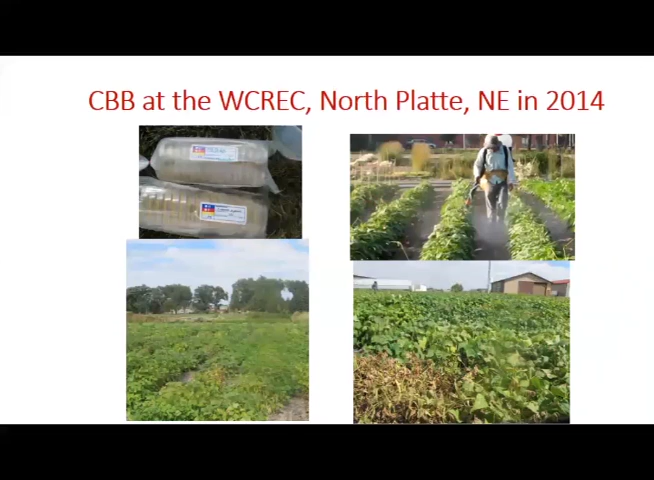 CBB at the WCREC, North Platte, NE in 2014